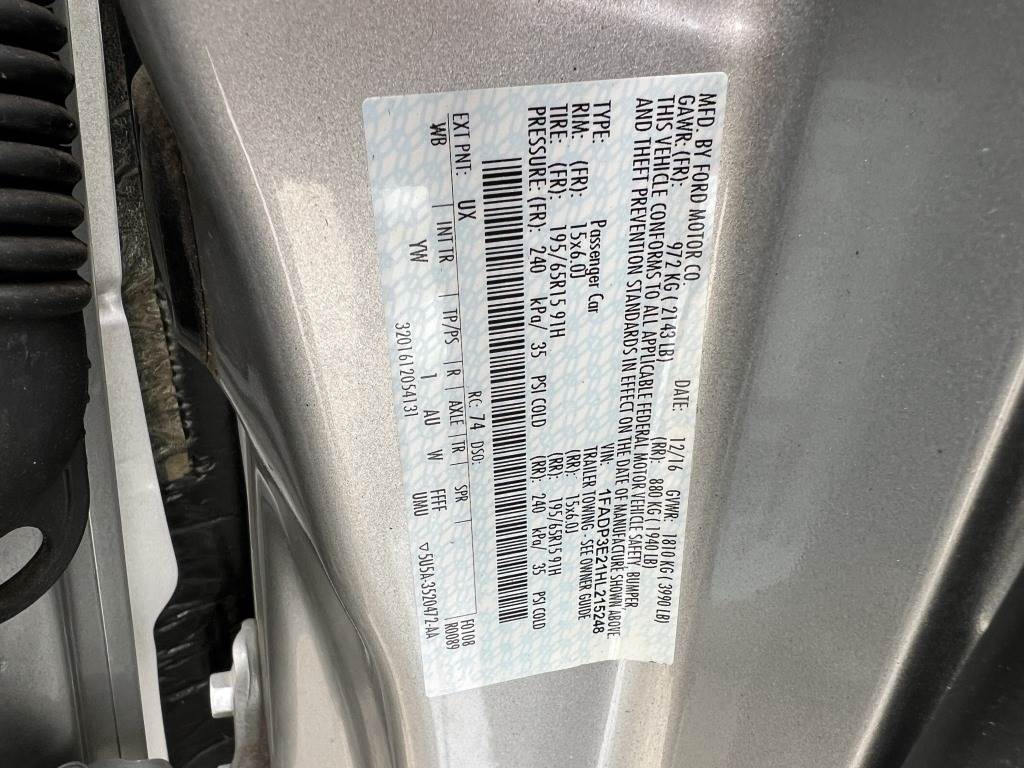 MFD. BY FORD MOTOR CO. DATE: 12/16 GVWR: 1810 KG ( 3990 LB)
GAWR: (FR): 972 KG ( 2143 LB) (RR): 880 KG ( 1940 LB)
THIS VEHICLE CONFORMS TO ALL APPLICABLE FEDERAL MOTOR VEHICLE SAFETY, BUMPER
AND THEFT PREVENTION STANDARDS IN EFFECT ON THE DATE OF MANUFACTURE SHOWN ABOVE
VIN: 1FADP3E21HL215248
TYPE: Passenger Car TRAILER TOWING - SEE OWNER GUIDE
RIM: (FR): 15x6.0J (RR): 15x6.0J
TIRE: (FR): 195/65R15 91H (RR): 195/65R15 91H
PRESSURE: (FR): 240 kPa/ 35 PSI COLD (RR): 240 kPa/ 35 PSI COLD
EXT PNT: UX RC: 74 DSO: F0108
WB | INT TR | TP/PS | R | AXLE | TR | SPR | R0089
YW 1 AU W FFFF
3201612054131 UMU ▽5U5A-3520472-AA